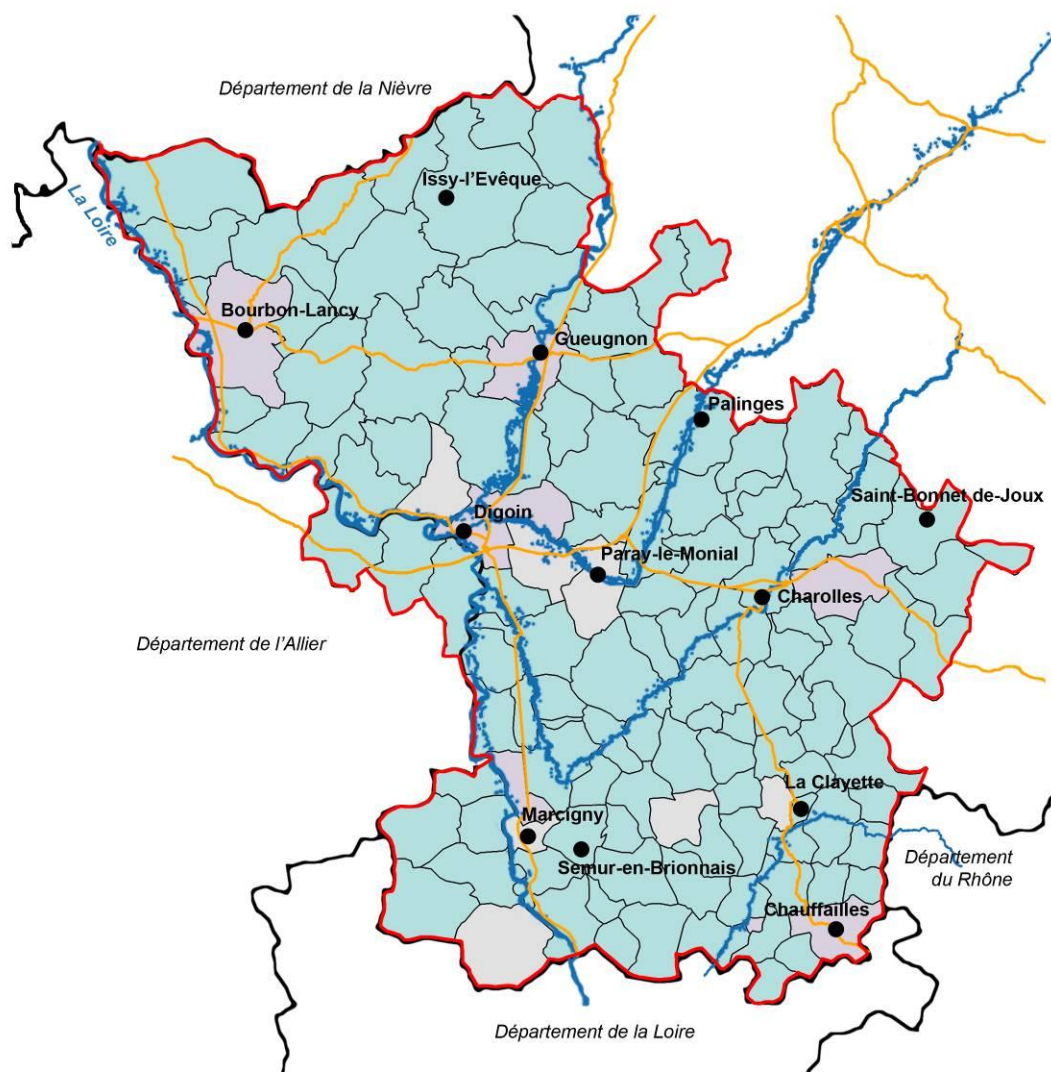 Département de la Nièvre
Issy-l'Evêque
La Loire
Bourbon-Lancy
Gueugnon
Palinges
Saint-Bonnet de-Joux
Digoin
Paray-le-Monial
Charolles
Département de l'Allier
La Clayette
Marcigny
Semur-en-Brionnais
Département
du Rhône
Chauffailles
Département de la Loire